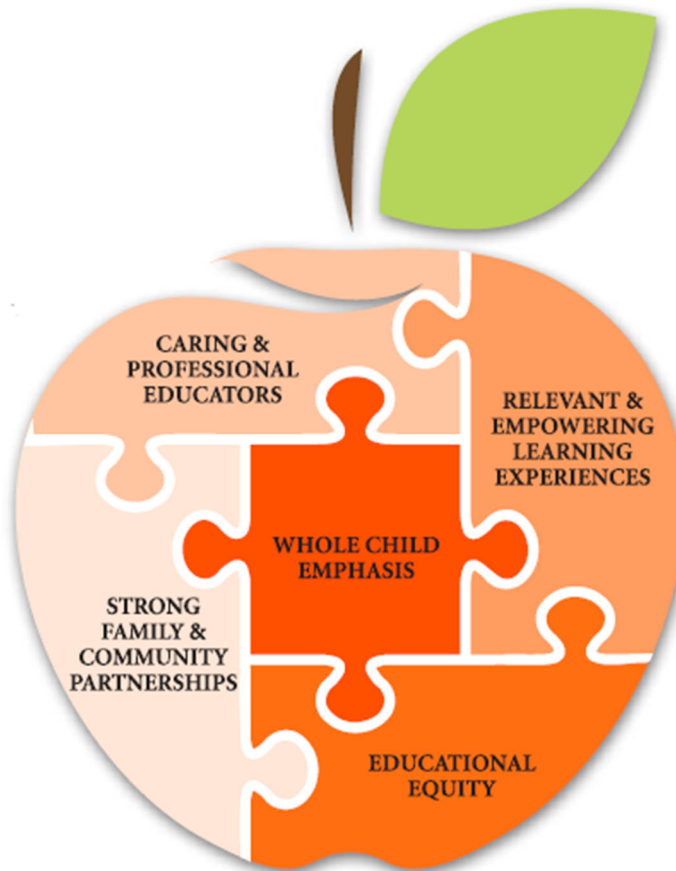 CARING &
PROFESSIONAL
EDUCATORS
RELEVANT &
EMPOWERING
LEARNING
EXPERIENCES
WHOLE CHILD
EMPHASIS
STRONG
FAMILY &
COMMUNITY
PARTNERSHIPS
EDUCATIONAL
EQUITY